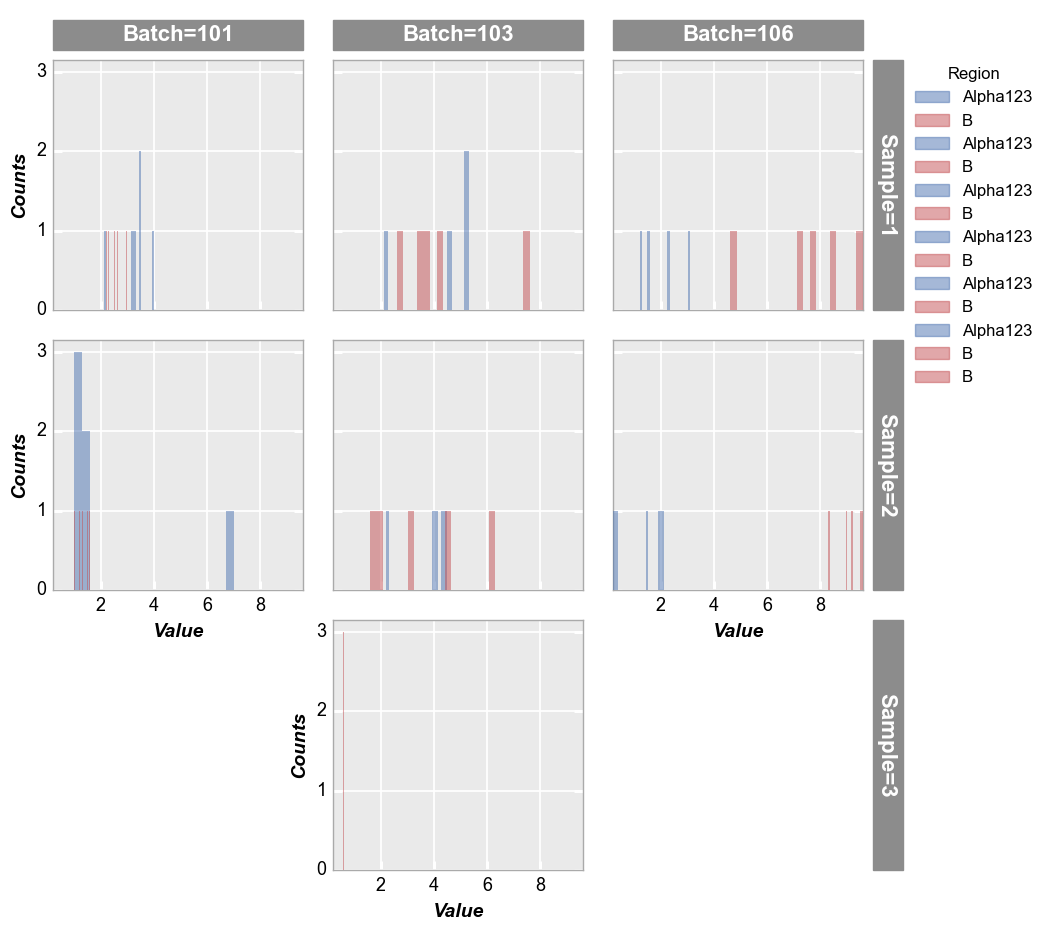 Batch=101 Batch=103 Batch=106
3
2
1
0
Counts
Sample=1
Region
Alpha123
B
Alpha123
B
Alpha123
B
Alpha123
B
Alpha123
B
Alpha123
B
B
3
2
1
0
Counts
Sample=2
2 4 6 8
Value
2 4 6 8
Value
3
2
1
0
Counts
Sample=3
2 4 6 8
Value